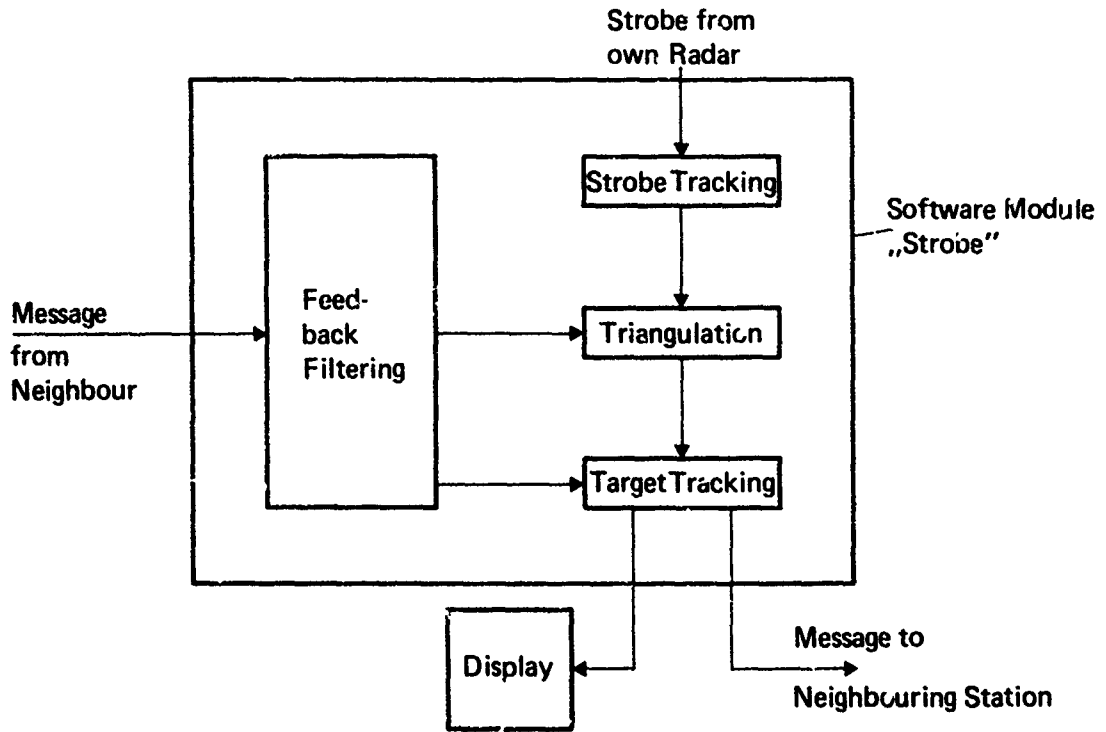 Strobe from
own Radar
Strobe Tracking
Software Module
„Strobe”
Feed-
back
Filtering
Message
from
Neighbour
Triangulation
Target Tracking
Display
Message to
Neighbouring Station